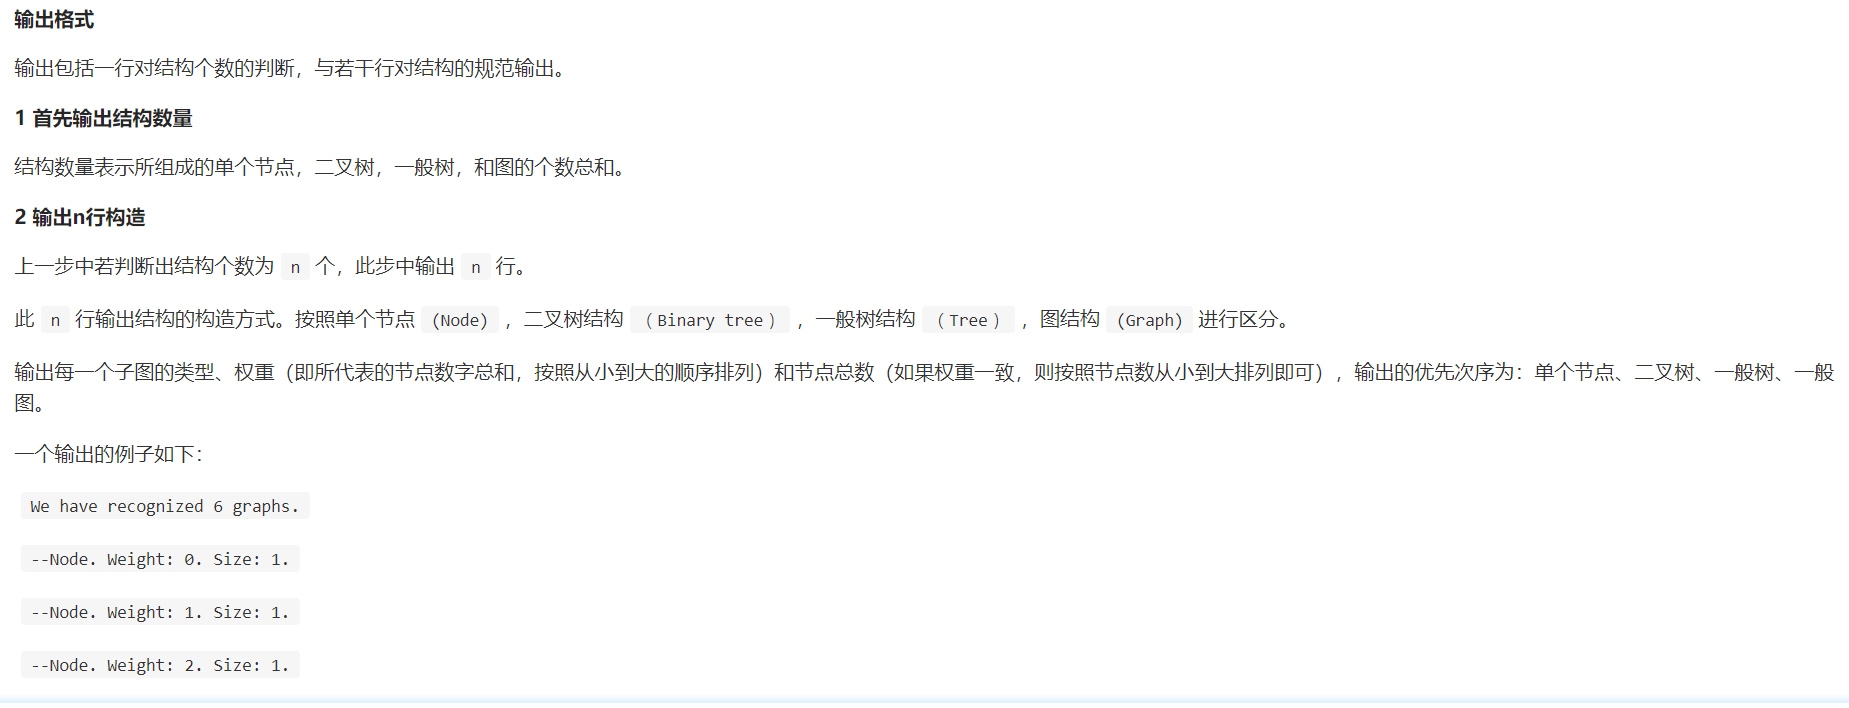 输出格式
输出包括一行对结构个数的判断，与若干行对结构的规范输出。
1 首先输出结构数量
结构数量表示所组成的单个节点，二叉树，一般树，和图的个数总和。
2 输出n行构造
上一步中若判断出结构个数为 n 个，此步中输出 n 行。
此 n 行输出结构的构造方式。按照单个节点 (Node) ，二叉树结构 （Binary tree） ，一般树结构 （Tree） ，图结构 (Graph) 进行区分。
输出每一个子图的类型、权重（即所代表的节点数字总和，按照从小到大的顺序排列）和节点总数（如果权重一致，则按照节点数从小到大排列即可），输出的优先次序为：单个节点、二叉树、一般树、一般
图。
一个输出的例子如下：
We have recognized 6 graphs.
--Node. Weight: 0. Size: 1.
--Node. Weight: 1. Size: 1.
--Node. Weight: 2. Size: 1.